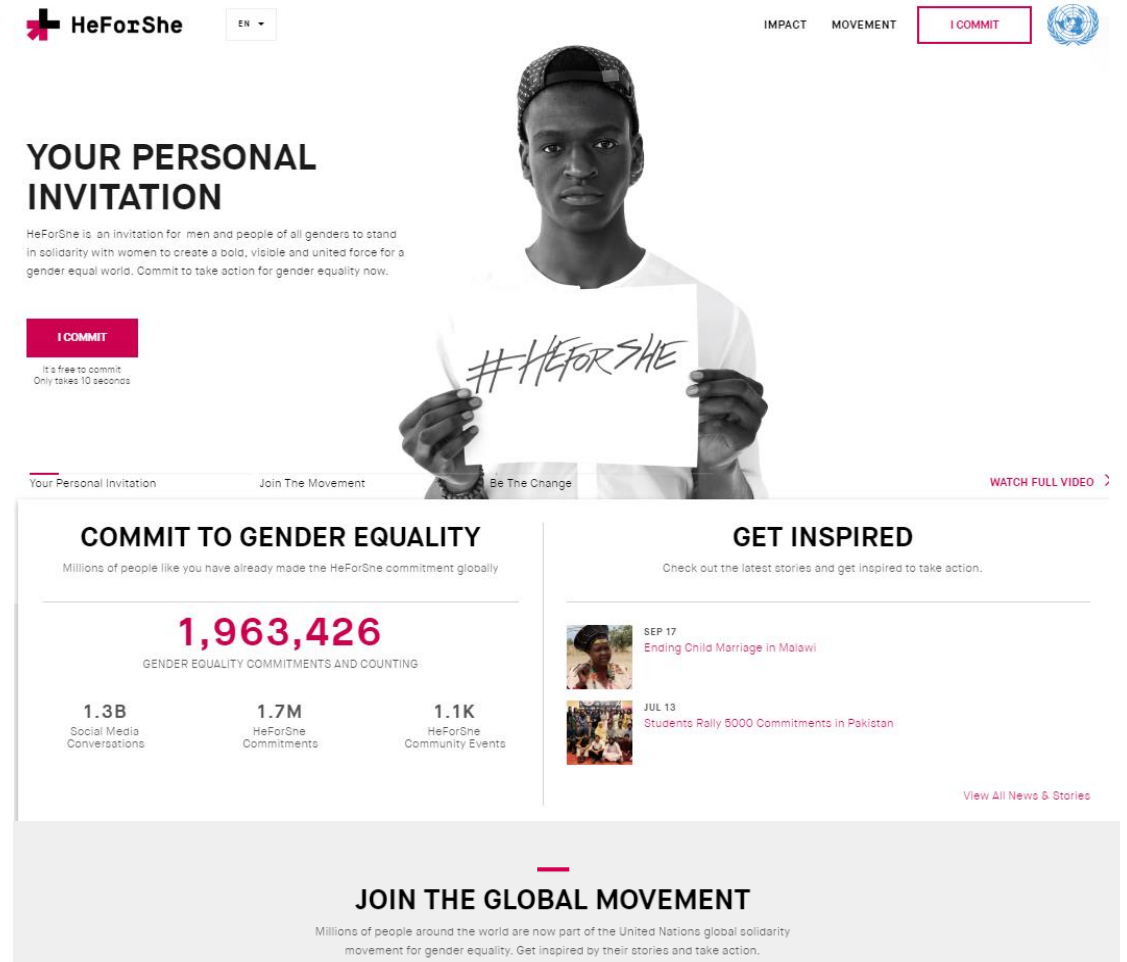 HeForShe
EN
IMPACT
MOVEMENT
I COMMIT
YOUR PERSONAL
INVITATION
HeForShe is an invitation for men and people of all genders to stand
in solidarity with women to create a bold, visible and united force for a
gender equal world. Commit to take action for gender equality now.
I COMMIT
It's free to commit
Only takes 10 seconds
#HEFORSHE
Your Personal Invitation
Join The Movement
Be The Change
WATCH FULL VIDEO
COMMIT TO GENDER EQUALITY
Millions of people like you have already made the HeForShe commitment globally
1,963,426
GENDER EQUALITY COMMITMENTS AND COUNTING
1.3B
Social Media
Conversations
1.7M
HeForShe
Commitments
1.1K
HeForShe
Community Events
GET INSPIRED
Check out the latest stories and get inspired to take action.
SEP 17
Ending Child Marriage in Malawi
JUL 13
Students Rally 5000 Commitments in Pakistan
View All News & Stories
JOIN THE GLOBAL MOVEMENT
Millions of people around the world are now part of the United Nations global solidarity
movement for gender equality. Get inspired by their stories and take action.